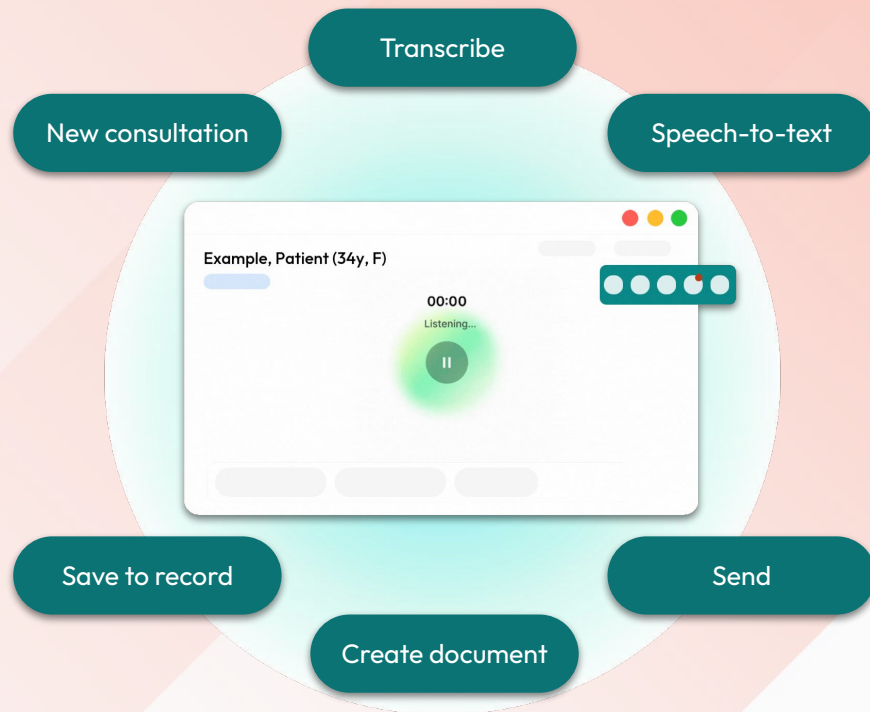 Transcribe
New consultation
Speech-to-text
Example, Patient (34y, F)
00:00
Listening...
Save to record
Send
Create document